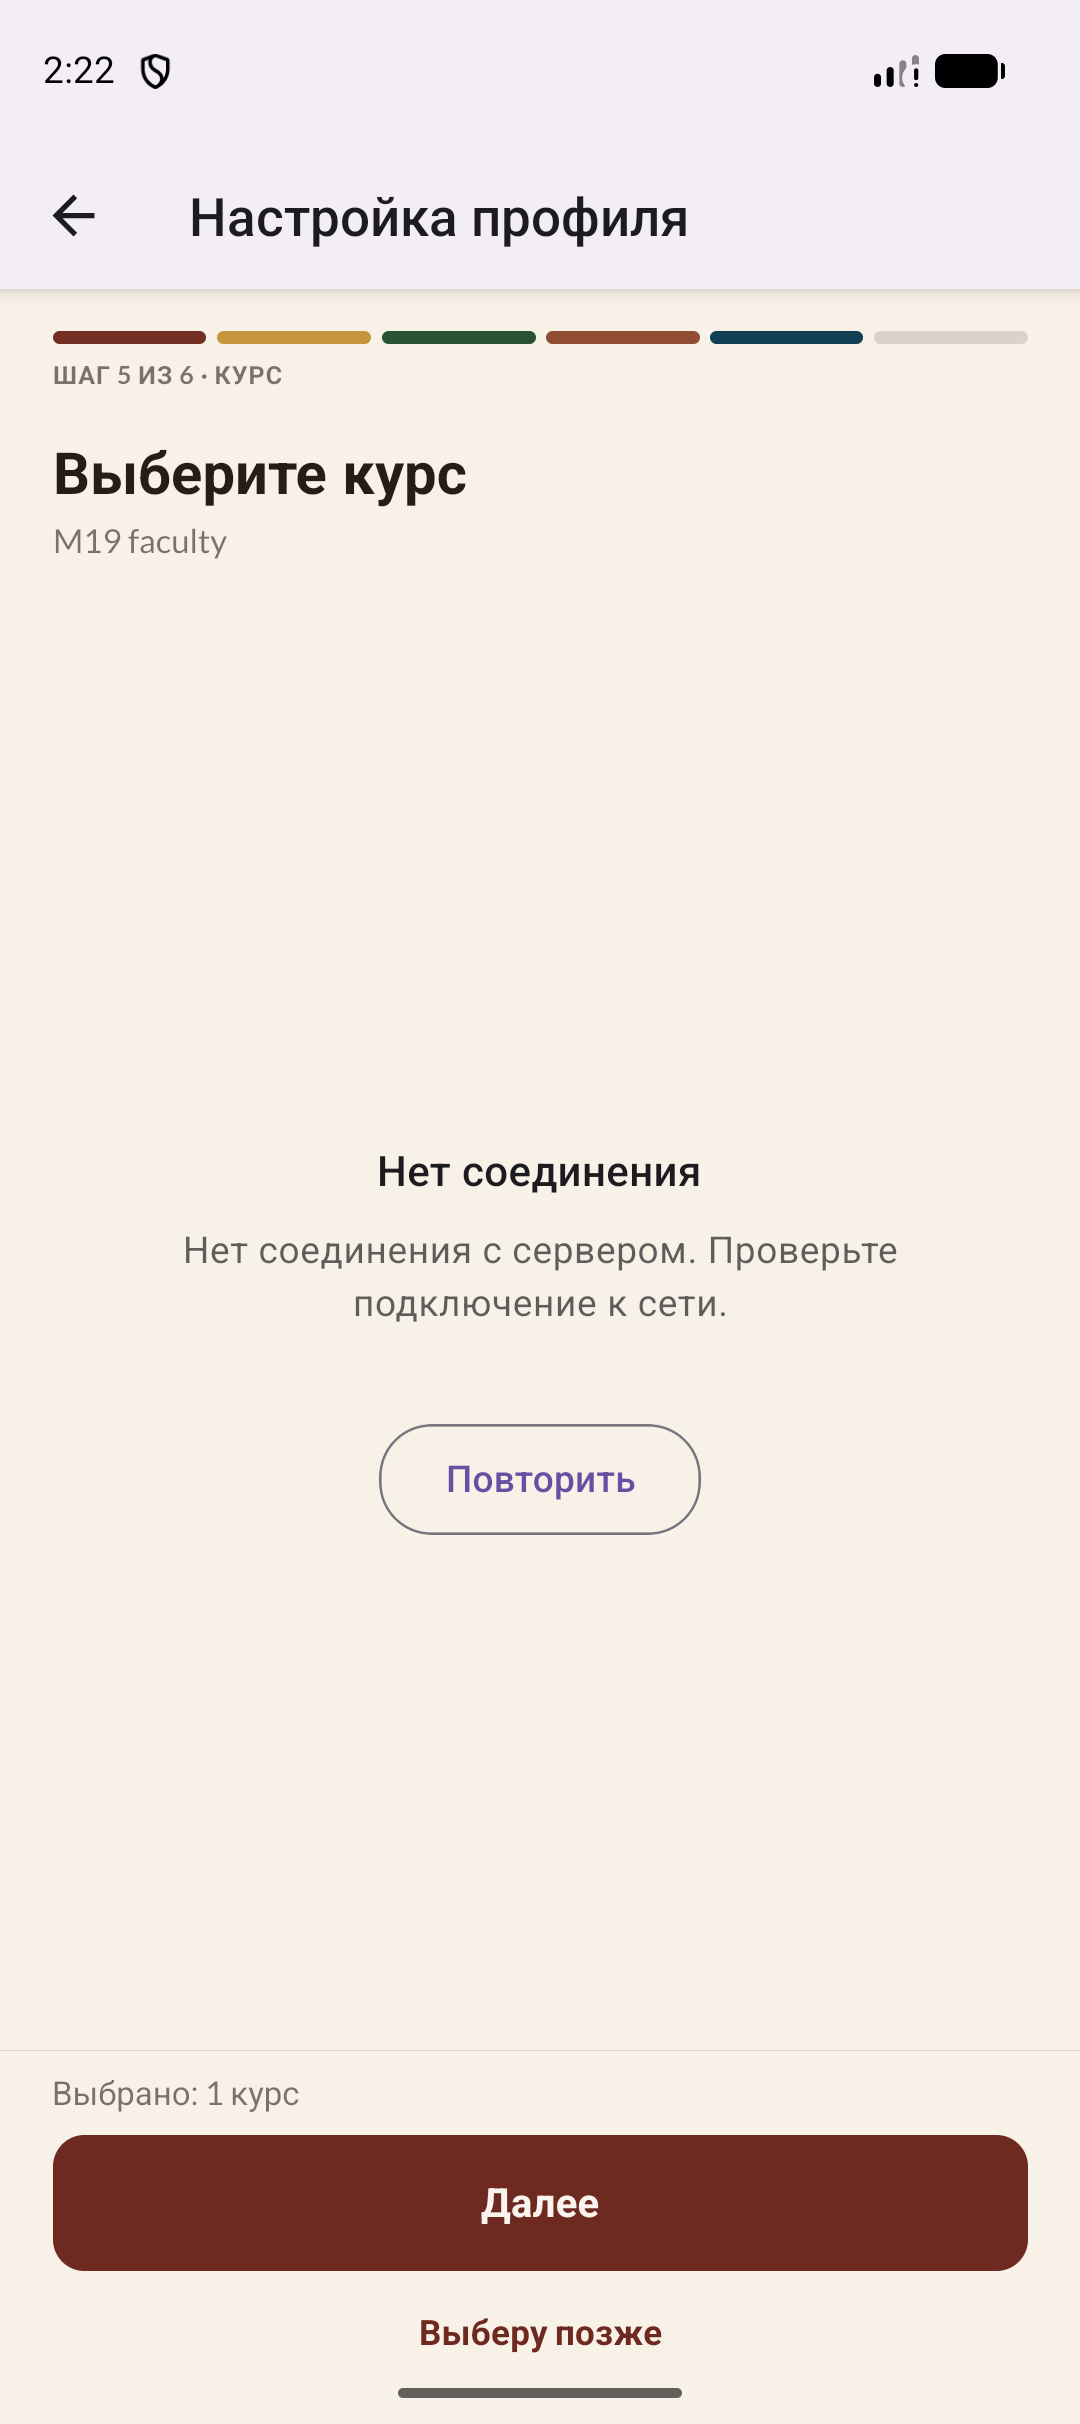 2:22
Настройка профиля
ШАГ 5 ИЗ 6 · КУРС
Выберите курс
M19 faculty
Нет соединения
Нет соединения с сервером. Проверьте
подключение к сети.
Повторить
Выбрано: 1 курс
Далее
Выберу позже